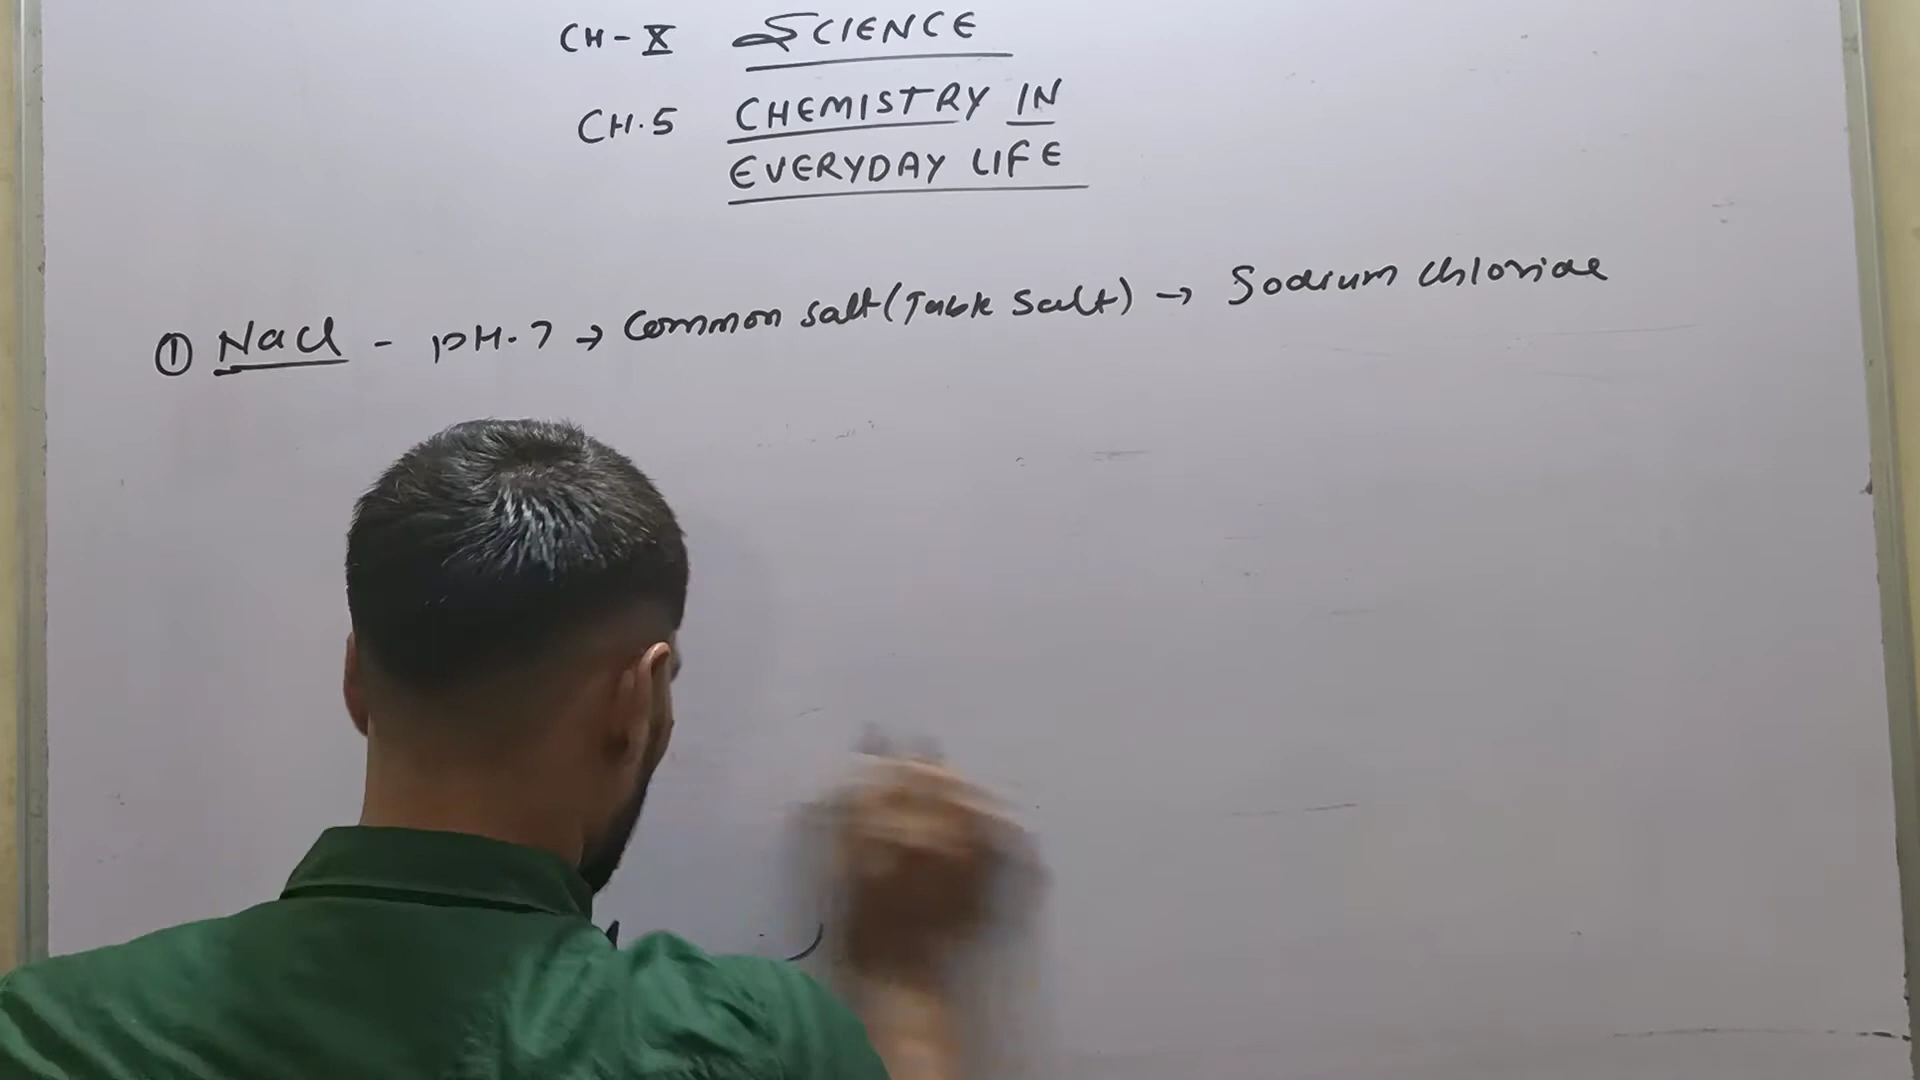 CH-X SCIENCE
CH.5 CHEMISTRY IN
EVERYDAY LIFE
① NaCl - pH.7 → Common Salt (Table Salt) → Sodium Chloride